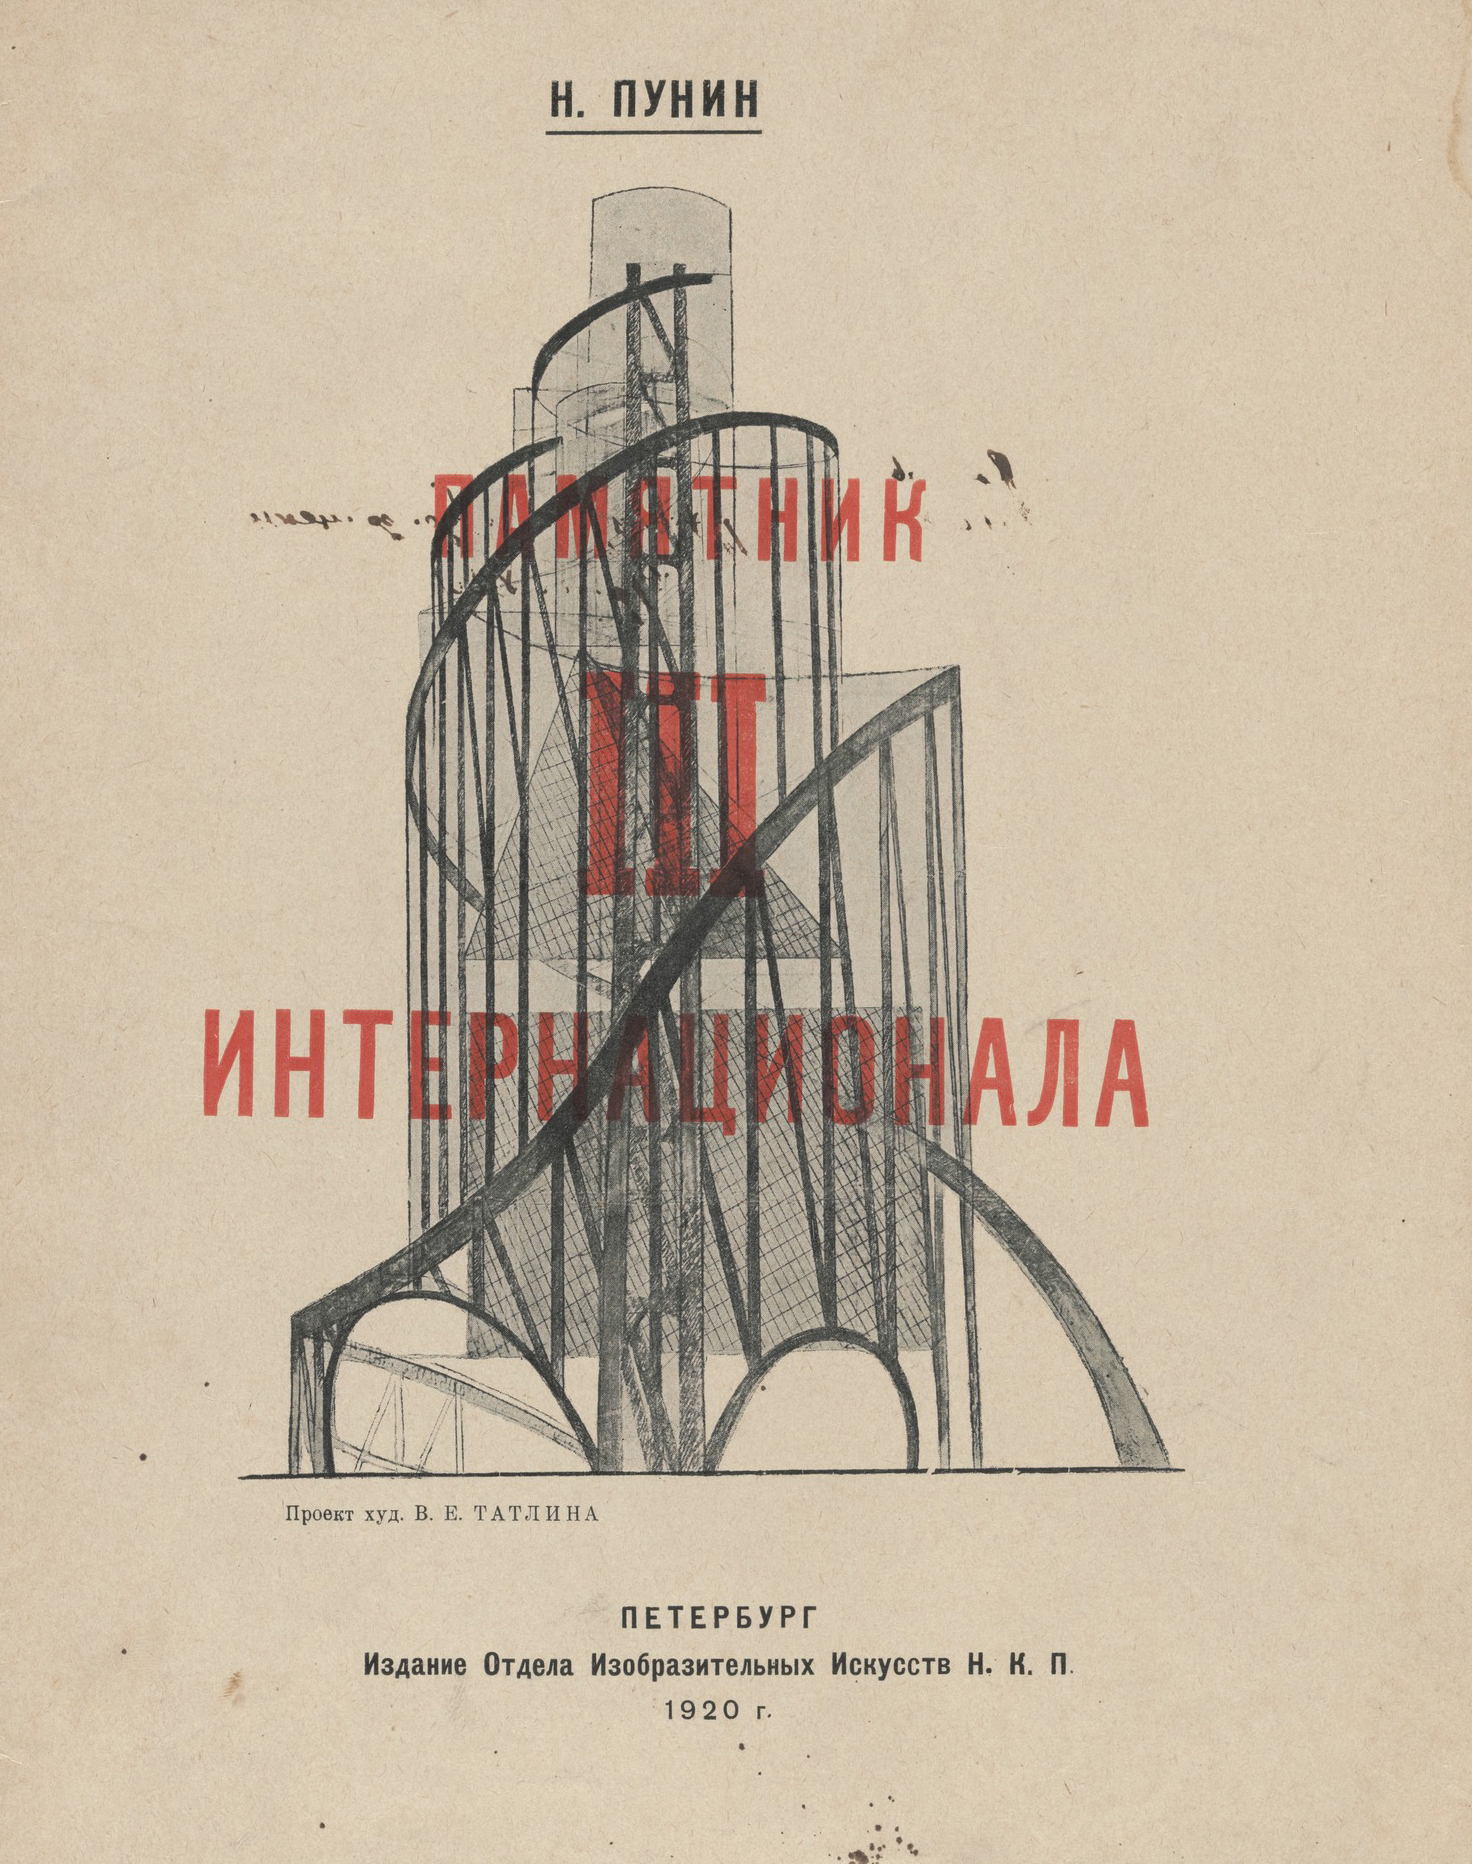 Н. ПУНИН
ПАМЯТНИК
III
ИНТЕРНАЦИОНАЛА
Проект худ. В. Е. ТАТЛИНА
ПЕТЕРБУРГ
Издание Отдела Изобразительных Искусств Н. К. П.
1920 г.